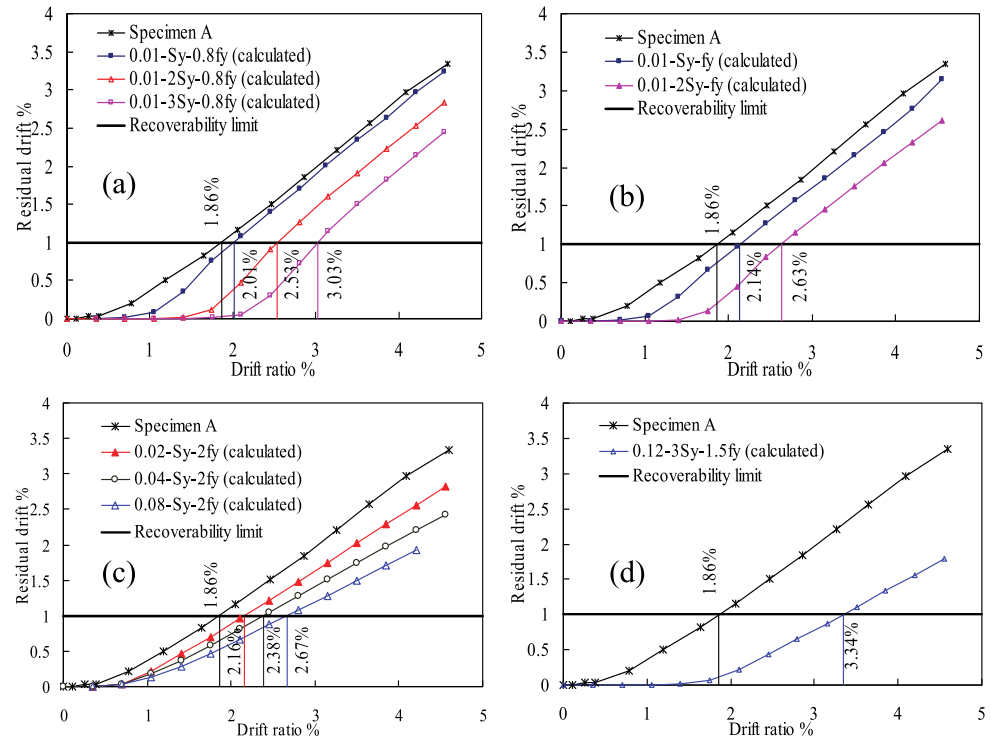 4
3.5
3
2.5
2
1.5
1
0.5
0
Residual drift %
Specimen A
0.01-Sy-0.8fy (calculated)
0.01-2Sy-0.8fy (calculated)
0.01-3Sy-0.8fy (calculated)
Recoverability limit
(a)
1.86%
2.01%
2.53%
3.03%
0 1 2 3 4 5
Drift ratio %
4
3.5
3
2.5
2
1.5
1
0.5
0
Residual drift %
Specimen A
0.01-Sy-fy (calculated)
0.01-2Sy-fy (calculated)
Recoverability limit
(b)
1.86%
2.14%
2.63%
0 1 2 3 4 5
Drift ratio %
4
3.5
3
2.5
2
1.5
1
0.5
0
Residual drift %
Specimen A
0.02-Sy-2fy (calculated)
0.04-Sy-2fy (calculated)
0.08-Sy-2fy (calculated)
Recoverability limit
(c)
1.86%
2.16%
2.38%
2.67%
0 1 2 3 4 5
Drift ratio %
4
3.5
3
2.5
2
1.5
1
0.5
0
Residual drift %
Specimen A
0.12-3Sy-1.5fy (calculated)
Recoverability limit
(d)
1.86%
3.34%
0 1 2 3 4 5
Drift ratio %